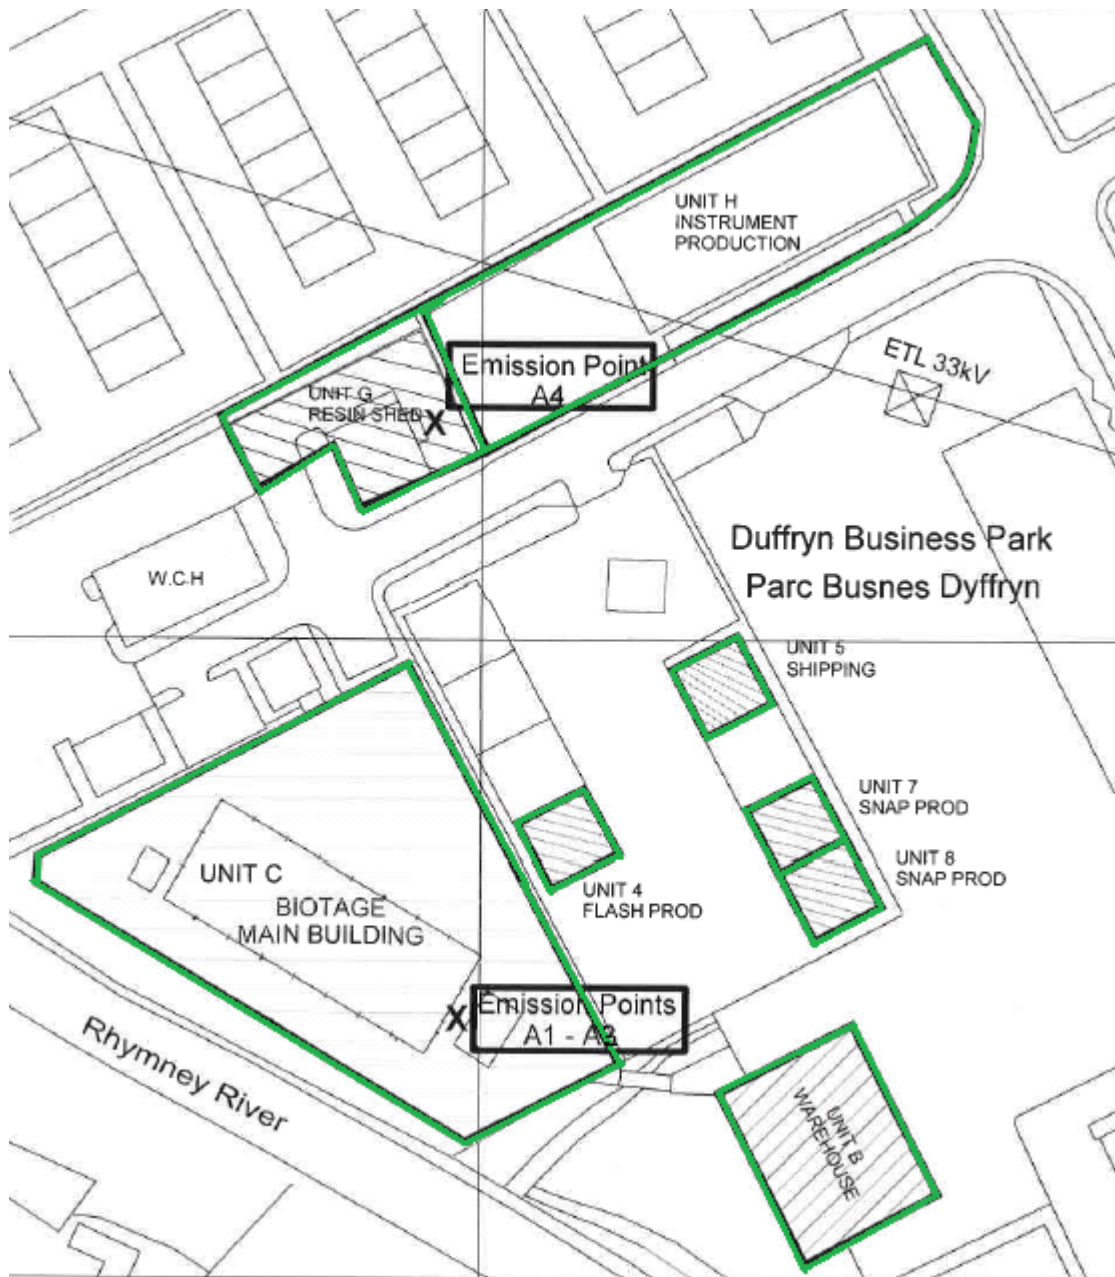 UNIT H
INSTRUMENT
PRODUCTION
Emission Point
A4
ETL 33kV
UNIT G
RESIN SHED
X
Duffryn Business Park
Parc Busnes Dyffryn
W.C.H
UNIT 5
SHIPPING
UNIT 7
SNAP PROD
UNIT 8
SNAP PROD
UNIT C
BIOTAGE
MAIN BUILDING
UNIT 4
FLASH PROD
X
Emission Points
A1 - A3
Rhymney River
UNIT B
WAREHOUSE